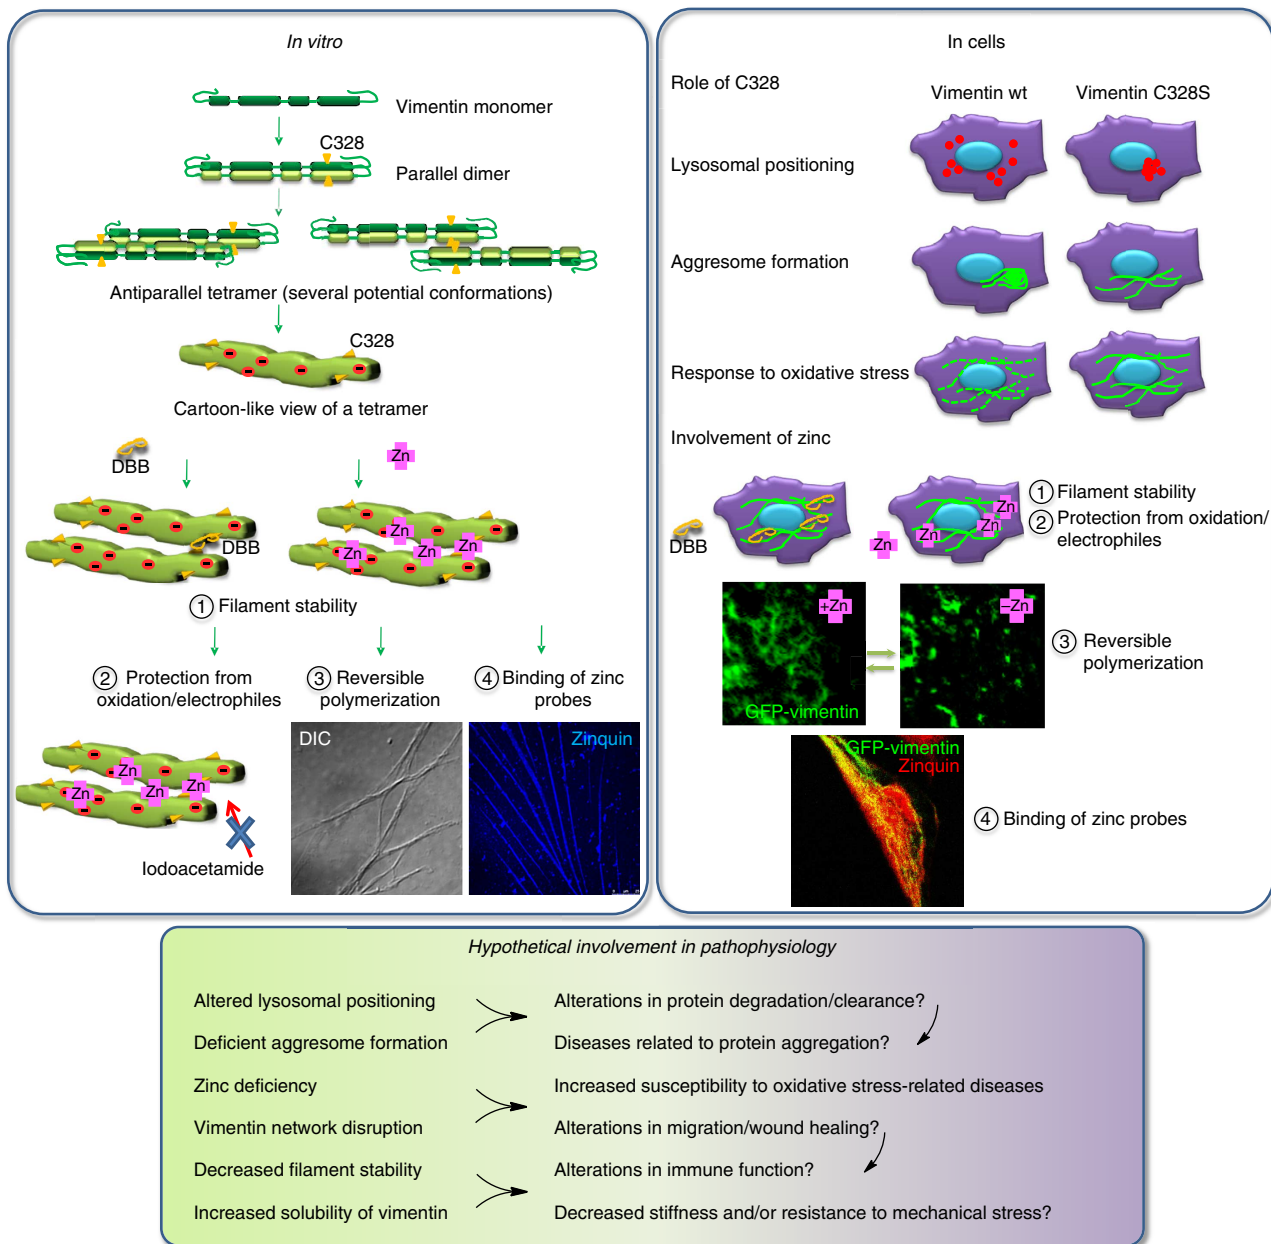 In vitro
Vimentin monomer
C328
Parallel dimer
Antiparallel tetramer (several potential conformations)
C328
Cartoon-like view of a tetramer
DBB
Zn
DBB
Zn
Zn
Zn
Zn
1 Filament stability
2 Protection from
oxidation/electrophiles
3 Reversible
polymerization
4 Binding of zinc
probes
Zn
Zn
Zn
Zn
Iodoacetamide
DIC
Zinquin
In cells
Role of C328
Vimentin wt
Vimentin C328S
Lysosomal positioning
Aggresome formation
Response to oxidative stress
Involvement of zinc
DBB
Zn
Zn
Zn
Zn
1 Filament stability
2 Protection from oxidation/
electrophiles
+Zn
GFP-vimentin
–Zn
3 Reversible
polymerization
GFP-vimentin
Zinquin
4 Binding of zinc probes
Hypothetical involvement in pathophysiology
Altered lysosomal positioning
Alterations in protein degradation/clearance?
Deficient aggresome formation
Diseases related to protein aggregation?
Zinc deficiency
Increased susceptibility to oxidative stress-related diseases
Vimentin network disruption
Alterations in migration/wound healing?
Decreased filament stability
Alterations in immune function?
Increased solubility of vimentin
Decreased stiffness and/or resistance to mechanical stress?